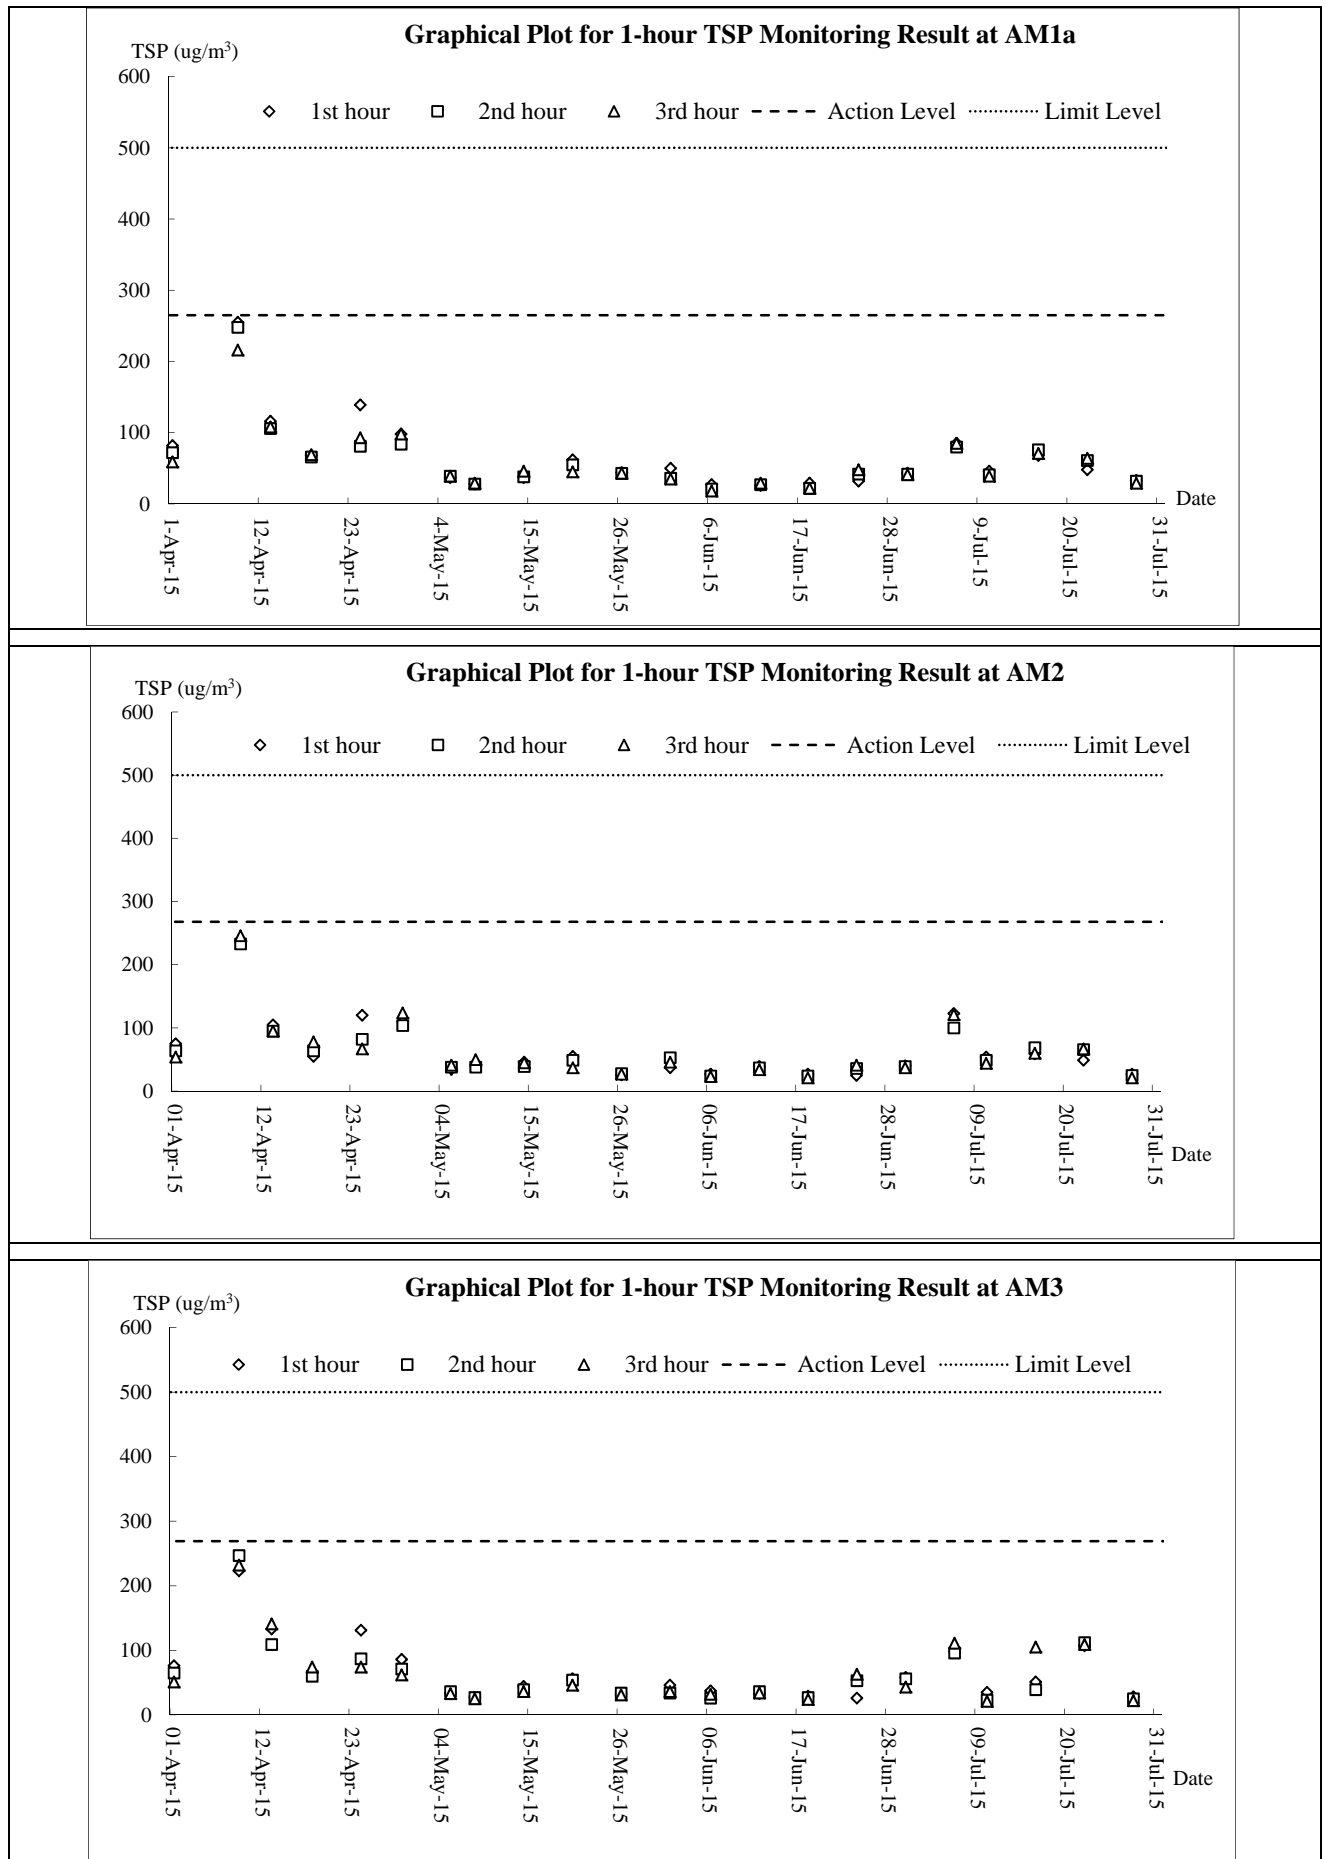 Graphical Plot for 1-hour TSP Monitoring Result at AM1a
TSP (ug/m³)
600
1st hour 2nd hour 3rd hour Action Level Limit Level
500
400
300
200
100
0
Date
1-Apr-15
12-Apr-15
23-Apr-15
4-May-15
15-May-15
26-May-15
6-Jun-15
17-Jun-15
28-Jun-15
9-Jul-15
20-Jul-15
31-Jul-15
Graphical Plot for 1-hour TSP Monitoring Result at AM2
TSP (ug/m³)
600
1st hour 2nd hour 3rd hour Action Level Limit Level
500
400
300
200
100
0
01-Apr-15
12-Apr-15
23-Apr-15
04-May-15
15-May-15
26-May-15
06-Jun-15
17-Jun-15
28-Jun-15
09-Jul-15
20-Jul-15
31-Jul-15
Date
Graphical Plot for 1-hour TSP Monitoring Result at AM3
TSP (ug/m³)
600
1st hour 2nd hour 3rd hour Action Level Limit Level
500
400
300
200
100
0
01-Apr-15
12-Apr-15
23-Apr-15
04-May-15
15-May-15
26-May-15
06-Jun-15
17-Jun-15
28-Jun-15
09-Jul-15
20-Jul-15
31-Jul-15
Date